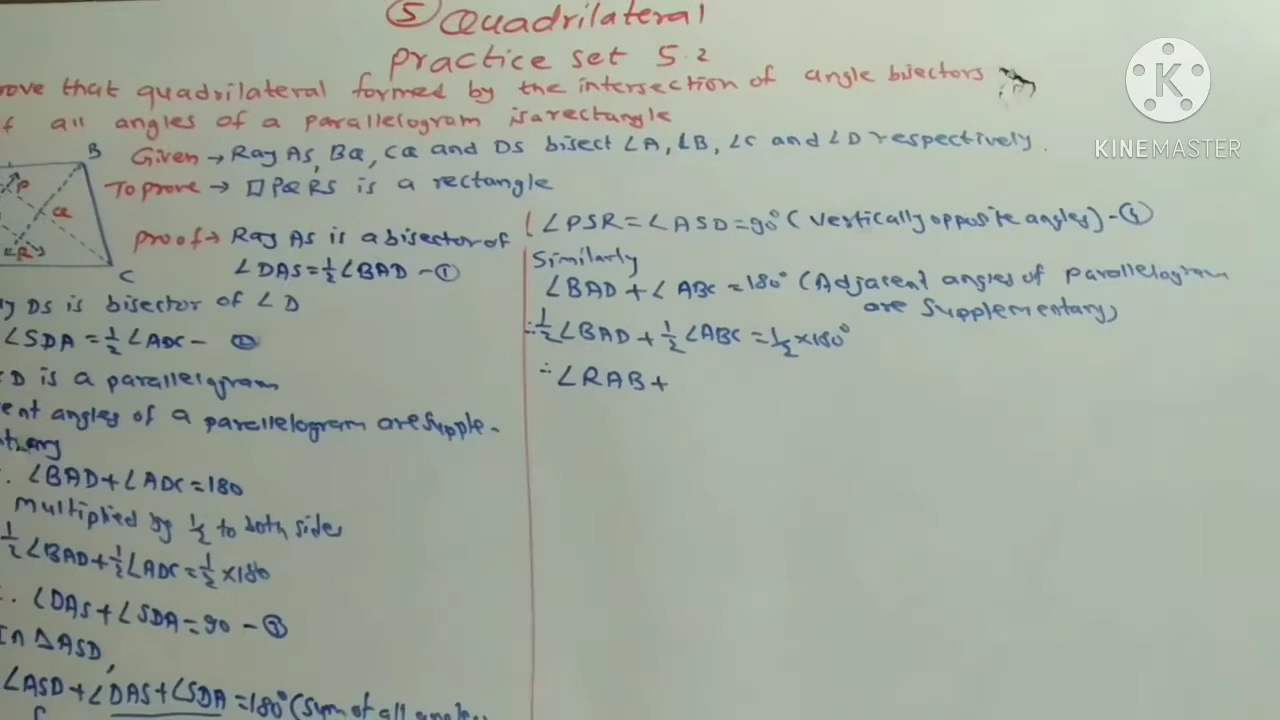 ⑤ Quadrilateral
practice set 5.2
rove that quadrilateral formed by the intersection of angle bisectors
f all angles of a parallelogram is a rectangle
Given → Ray AS, BQ, CQ and DS bisect ∠A, ∠B, ∠C and ∠D respectively.
To prove → □ PQRS is a rectangle
B
P
Q
R
C
proof → Ray AS is a bisector of
∠DAS = 1/2 ∠BAD - ①
y DS is bisector of ∠D
∠SDA = 1/2 ∠ADC - ②
D is a parallelogram
ent angles of a parallelogram are supple-
∠BAD + ∠ADC = 180
multiplied by 1/2 to both sides
1/2 ∠BAD + 1/2 ∠ADC = 1/2 × 180
∴ ∠DAS + ∠SDA = 90 - ③
In △ASD,
∠ASD + ∠DAS + ∠SDA = 180° (Sum of all angle
∠PSR = ∠ASD = 90° (vertically opposite angles) - ④
Similarly
∠BAD + ∠ABC = 180° (Adjacent angles of parallelogram
are supplementary)
∴ 1/2 ∠BAD + 1/2 ∠ABC = 1/2 × 180°
∴ ∠RAB +
K
KINEMASTER